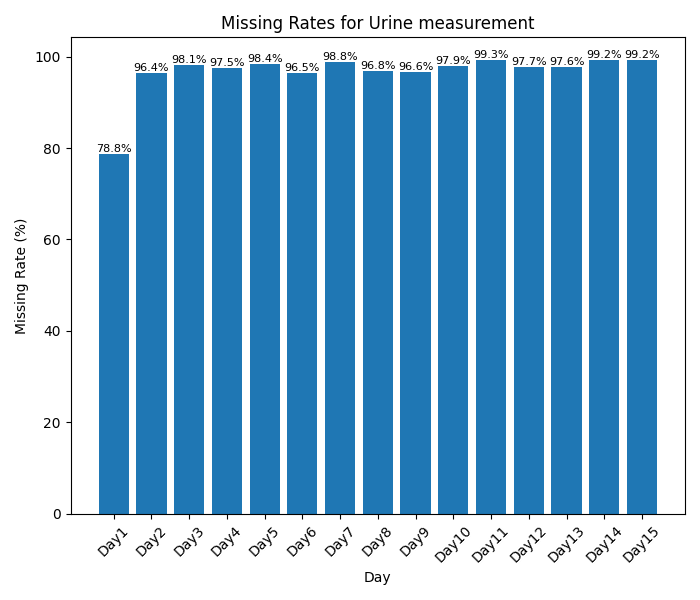 Missing Rates for Urine measurement
100
80
60
40
20
0
Missing Rate (%)
78.8%
96.4%
98.1%
97.5%
98.4%
96.5%
98.8%
96.8%
96.6%
97.9%
99.3%
97.7%
97.6%
99.2%
99.2%
Day1
Day2
Day3
Day4
Day5
Day6
Day7
Day8
Day9
Day10
Day11
Day12
Day13
Day14
Day15
Day